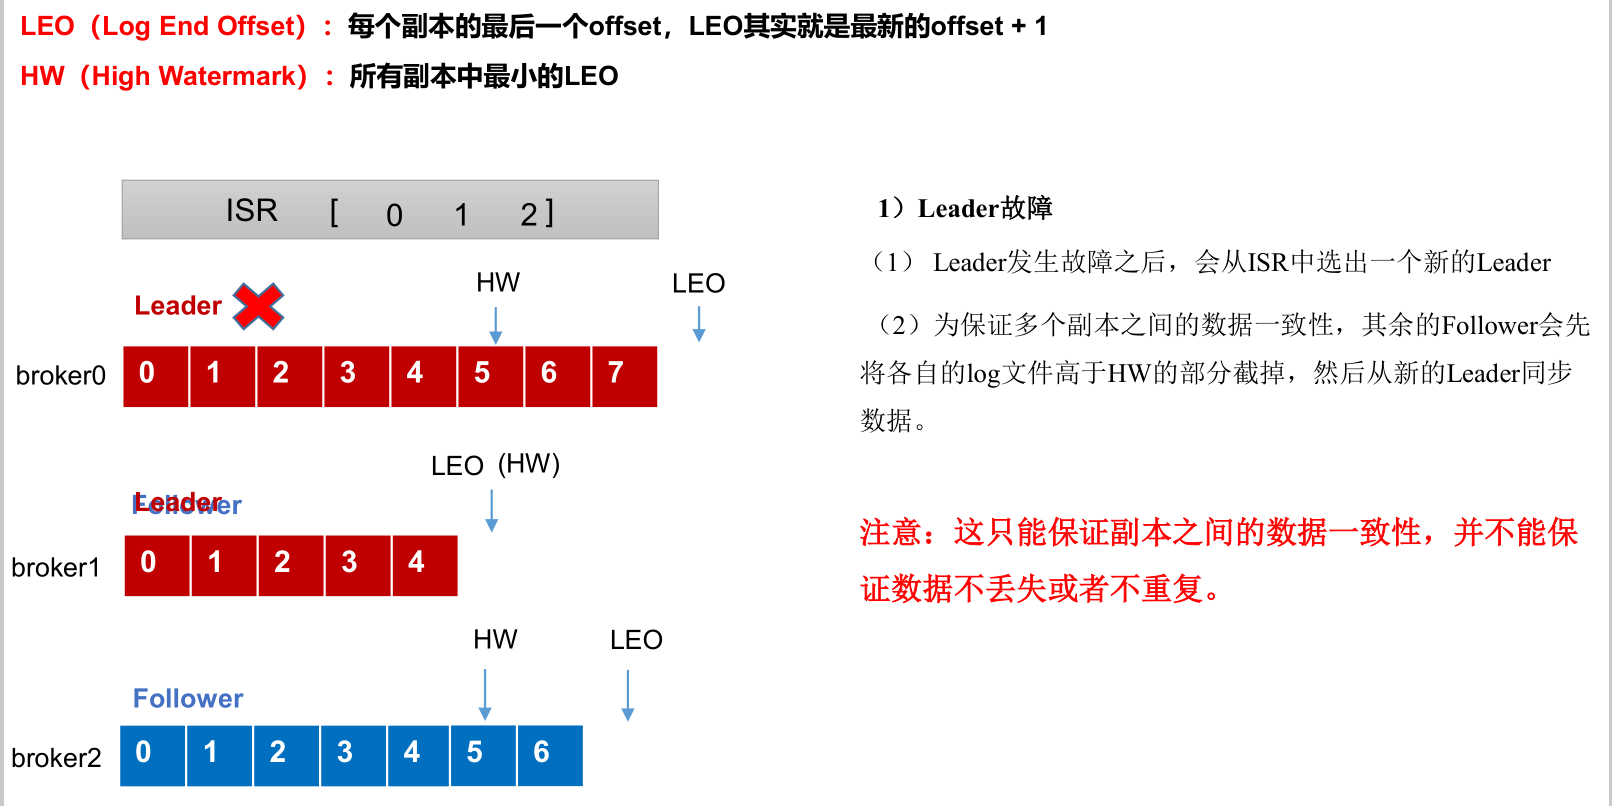 LEO（Log End Offset）：每个副本的最后一个offset，LEO其实就是最新的offset + 1
HW（High Watermark）：所有副本中最小的LEO
ISR [ 0 1 2 ]
HW
LEO
Leader
broker0
0 1 2 3 4 5 6 7
LEO (HW)
Follower
Leader
broker1
0 1 2 3 4
HW
LEO
Follower
broker2
0 1 2 3 4 5 6
1）Leader故障
（1） Leader发生故障之后，会从ISR中选出一个新的Leader
（2）为保证多个副本之间的数据一致性，其余的Follower会先
将各自的log文件高于HW的部分截掉，然后从新的Leader同步
数据。
注意：这只能保证副本之间的数据一致性，并不能保
证数据不丢失或者不重复。